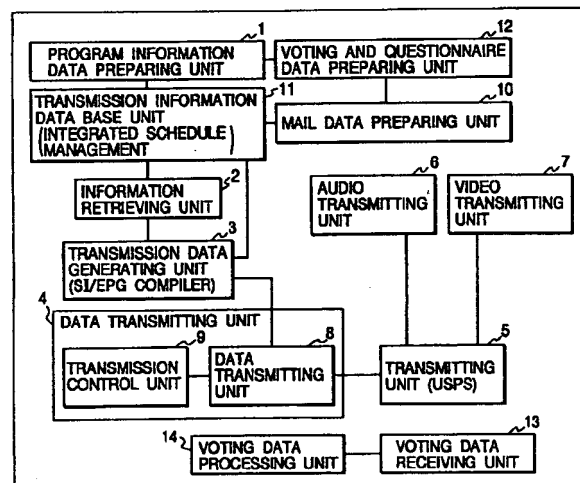 1
12
PROGRAM INFORMATION
DATA PREPARING UNIT
VOTING AND QUESTIONNAIRE
DATA PREPARING UNIT
11
10
TRANSMISSION INFORMATION
DATA BASE UNIT
(INTEGRATED SCHEDULE)
MANAGEMENT
MAIL DATA PREPARING UNIT
2
INFORMATION
RETRIEVING UNIT
6
AUDIO
TRANSMITTING
UNIT
7
VIDEO
TRANSMITTING
UNIT
3
TRANSMISSION DATA
GENERATING UNIT
(SI/EPG COMPILER)
4
DATA TRANSMITTING UNIT
9
TRANSMISSION
CONTROL UNIT
8
DATA
TRANSMITTING
UNIT
5
TRANSMITTING
UNIT (USPS)
14
VOTING DATA
PROCESSING UNIT
13
VOTING DATA
RECEIVING UNIT